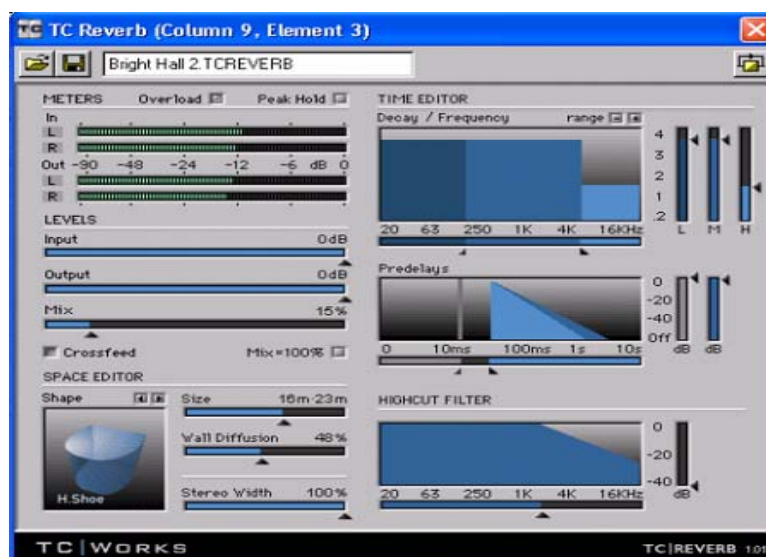 TC TC Reverb (Column 9, Element 3)
Bright Hall 2.TCREVERB
METERS Overload Peak Hold
In
L
R
Out -90 -48 -24 -12 -6 dB 0
L
R
LEVELS
Input 0dB
Output 0dB
Mix 15%
Crossfeed Mix=100%
SPACE EDITOR
Shape
H.Shoe
Size 16m-23m
Wall Diffusion 48%
Stereo Width 100%
TIME EDITOR
Decay / Frequency range
4
3
2
1
.2
20 63 250 1K 4K 16KHz
L M H
Predelays
0
-20
-40
Off
0 10ms 100ms 1s 10s
dB dB
HIGHCUT FILTER
0
-20
-40
20 63 250 1K 4K 16KHz
dB
TC|WORKS TC|REVERB 1.01